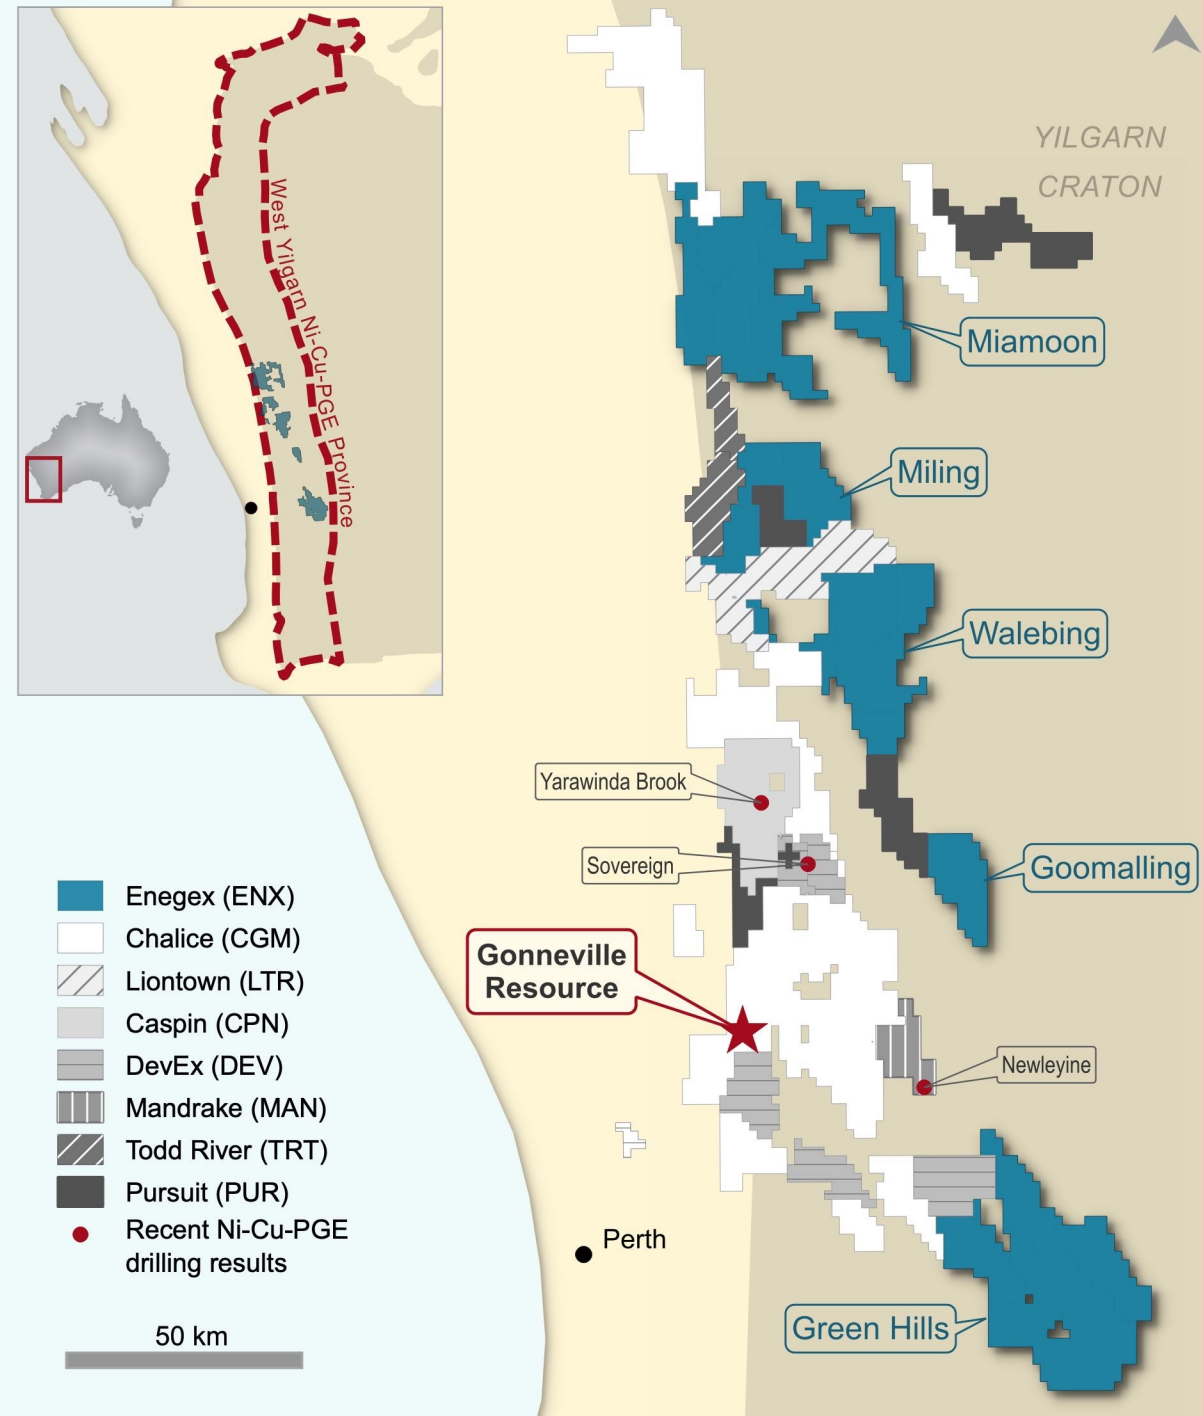 West Yilgarn Ni-Cu-PGE Province
YILGARN
CRATON
Miamoon
Miling
Walebing
Yarawinda Brook
Sovereign
Goomalling
Gonneville
Resource
Newleyine
Green Hills
Perth
Enegex (ENX)
Chalice (CGM)
Liontown (LTR)
Caspin (CPN)
DevEx (DEV)
Mandrake (MAN)
Todd River (TRT)
Pursuit (PUR)
Recent Ni-Cu-PGE
drilling results
50 km